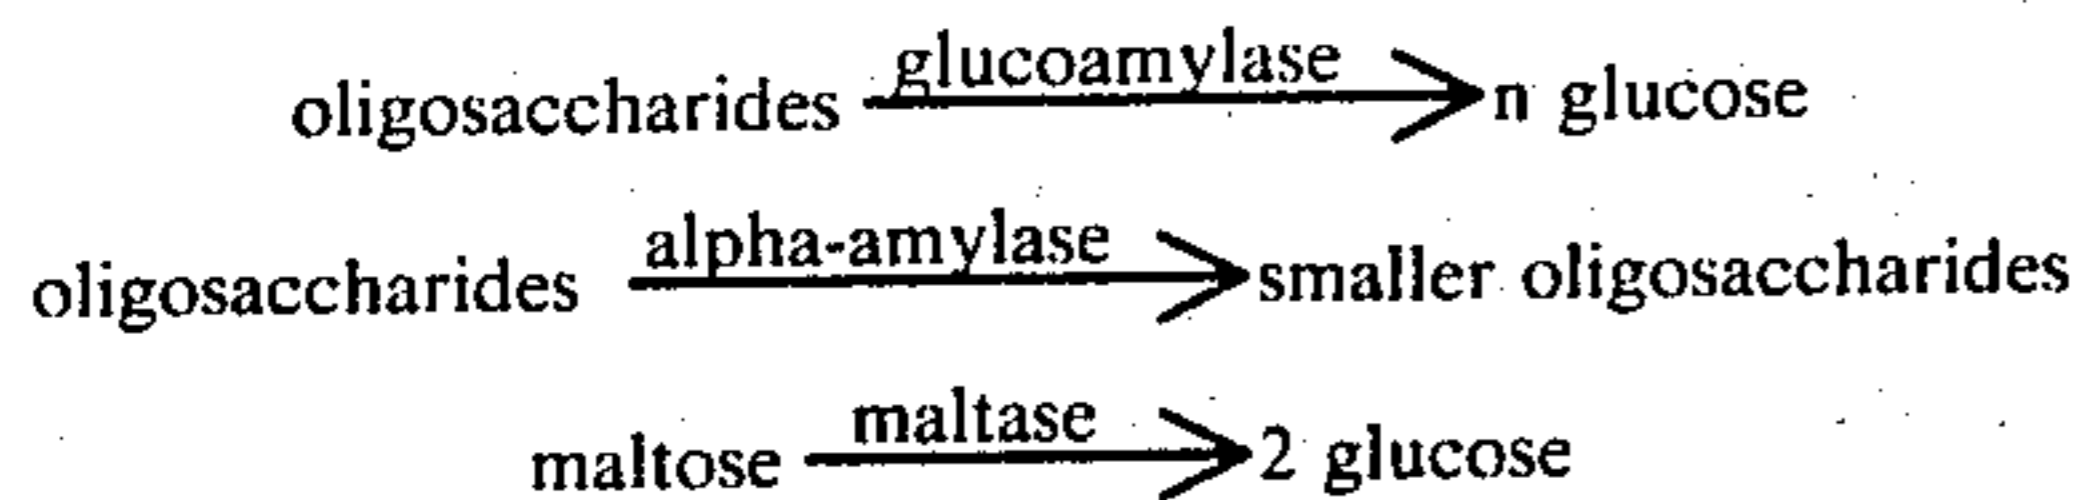 glucoamylase
oligosaccharides n glucose
alpha-amylase
oligosaccharides smaller oligosaccharides
maltase
maltose 2 glucose